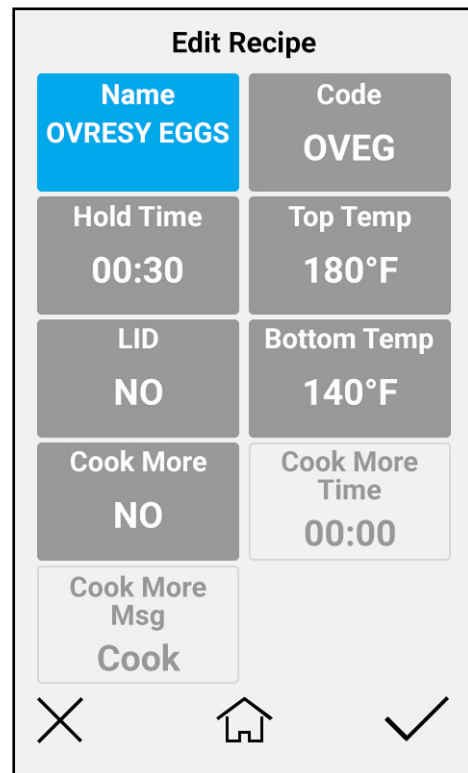 Edit Recipe
Name
OVRESY EGGS
Code
OVEG
Hold Time
00:30
Top Temp
180°F
LID
NO
Bottom Temp
140°F
Cook More
NO
Cook More
Time
00:00
Cook More
Msg
Cook